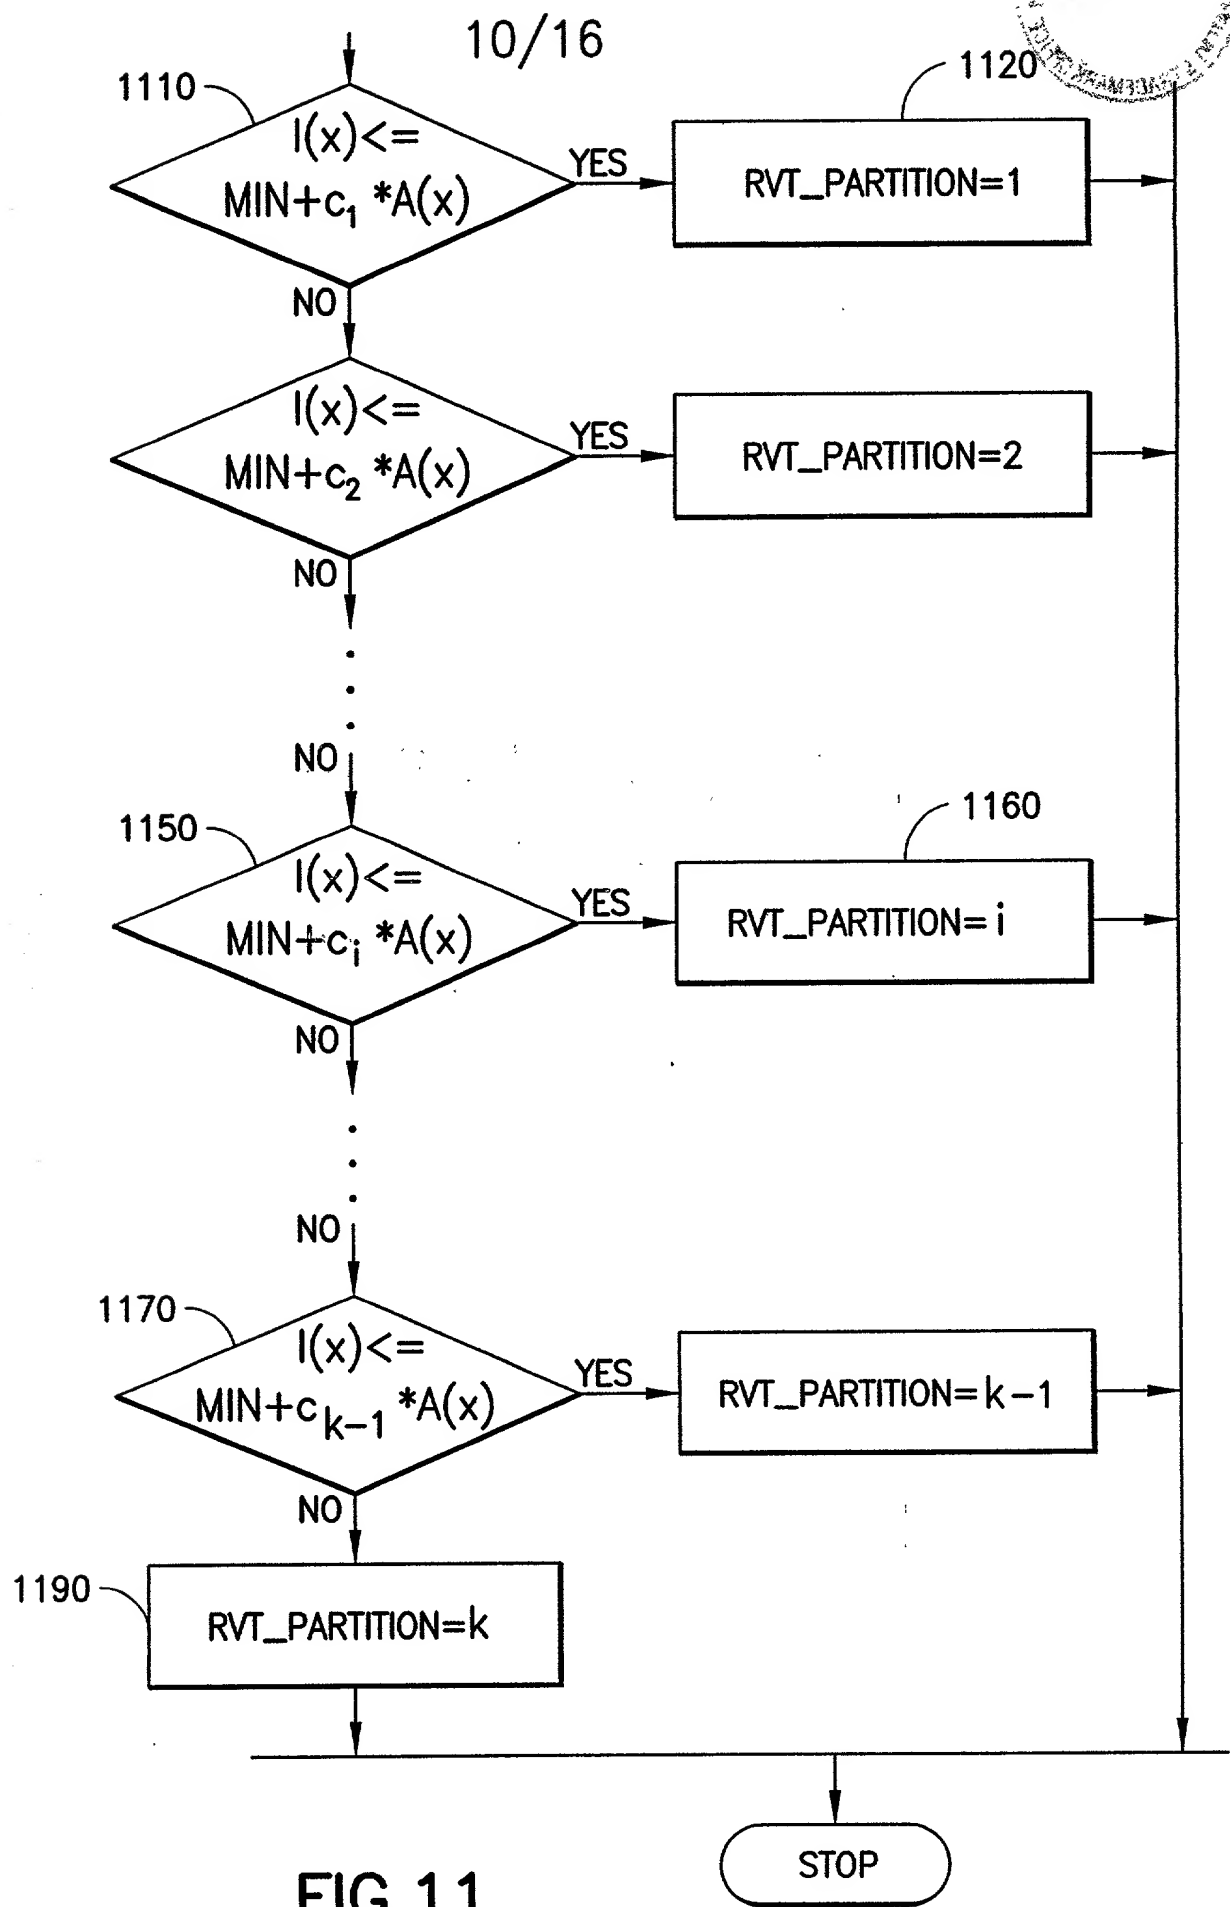 10/16
1110
I(x)<=
MIN+c₁ *A(x)
YES
1120
RVT_PARTITION=1
NO
I(x)<=
MIN+c₂ *A(x)
YES
RVT_PARTITION=2
NO
NO
1150
I(x)<=
MIN+cᵢ *A(x)
YES
1160
RVT_PARTITION=i
NO
NO
1170
I(x)<=
MIN+cₖ₋₁ *A(x)
YES
RVT_PARTITION=k-1
NO
1190
RVT_PARTITION=k
STOP
FIG.11